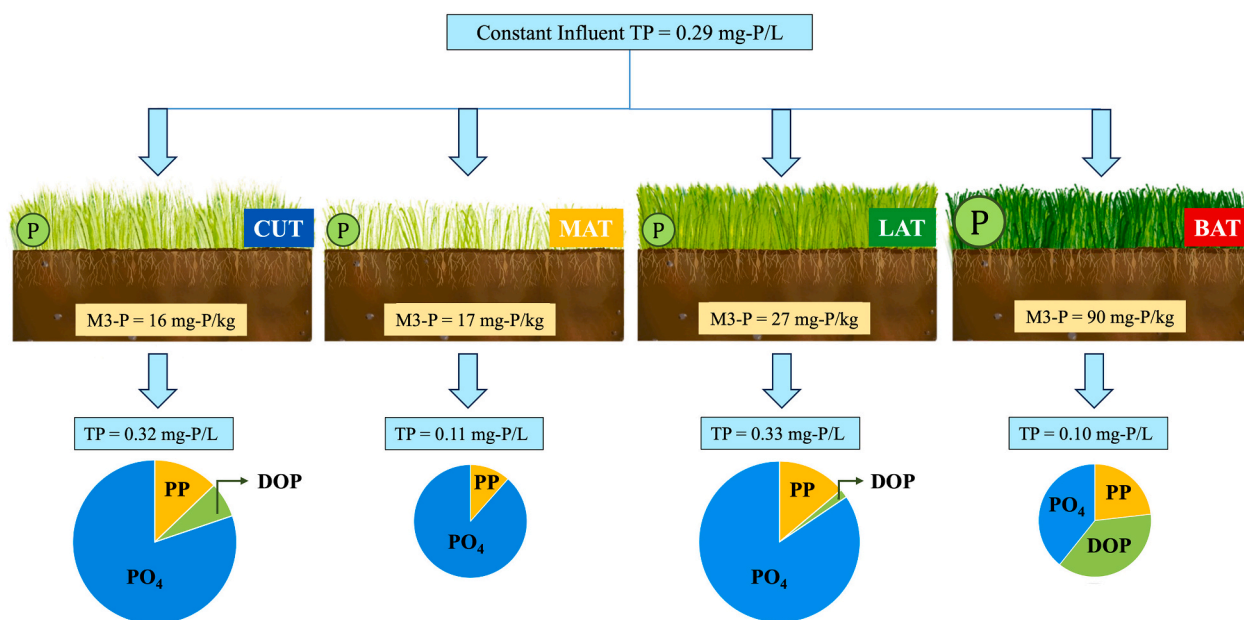 Constant Influent TP = 0.29 mg-P/L
P CUT P MAT P LAT P BAT
M3-P = 16 mg-P/kg M3-P = 17 mg-P/kg M3-P = 27 mg-P/kg M3-P = 90 mg-P/kg
TP = 0.32 mg-P/L TP = 0.11 mg-P/L TP = 0.33 mg-P/L TP = 0.10 mg-P/L
PP DOP PP PP DOP PP
PO₄ PO₄ PO₄ PO₄ DOP